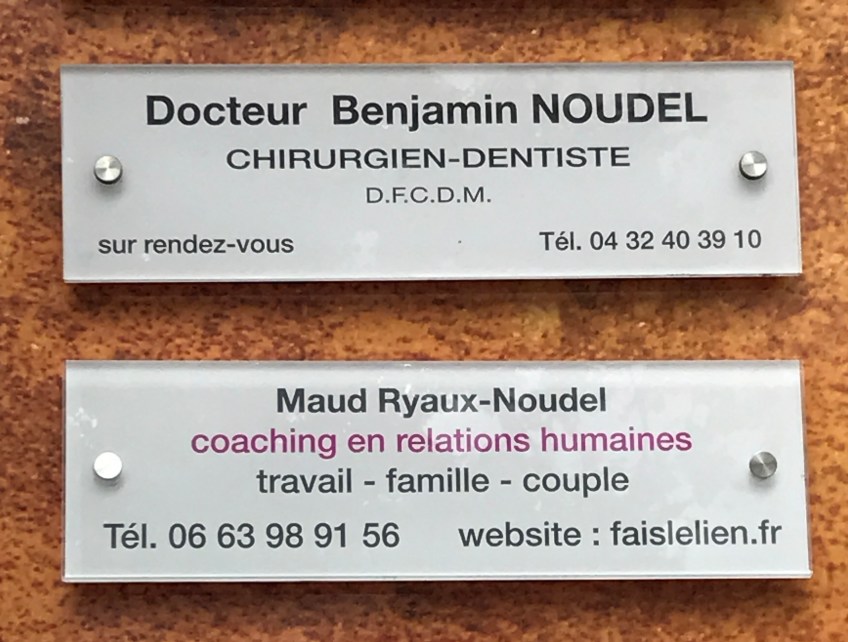 Docteur Benjamin NOUDEL
CHIRURGIEN-DENTISTE
D.F.C.D.M.
sur rendez-vous Tél. 04 32 40 39 10
Maud Ryaux-Noudel
coaching en relations humaines
travail - famille - couple
Tél. 06 63 98 91 56 website : faislelien.fr